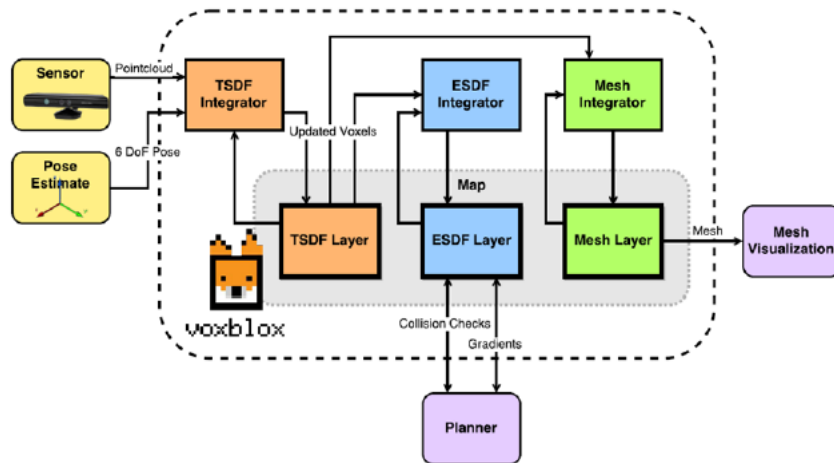 Sensor
Pointcloud
TSDF
Integrator
ESDF
Integrator
Mesh
Integrator
Updated Voxels
6 DoF Pose
Pose
Estimate
Map
TSDF Layer
ESDF Layer
Mesh Layer
Mesh
Mesh
Visualization
voxblox
Collision Checks
Gradients
Planner